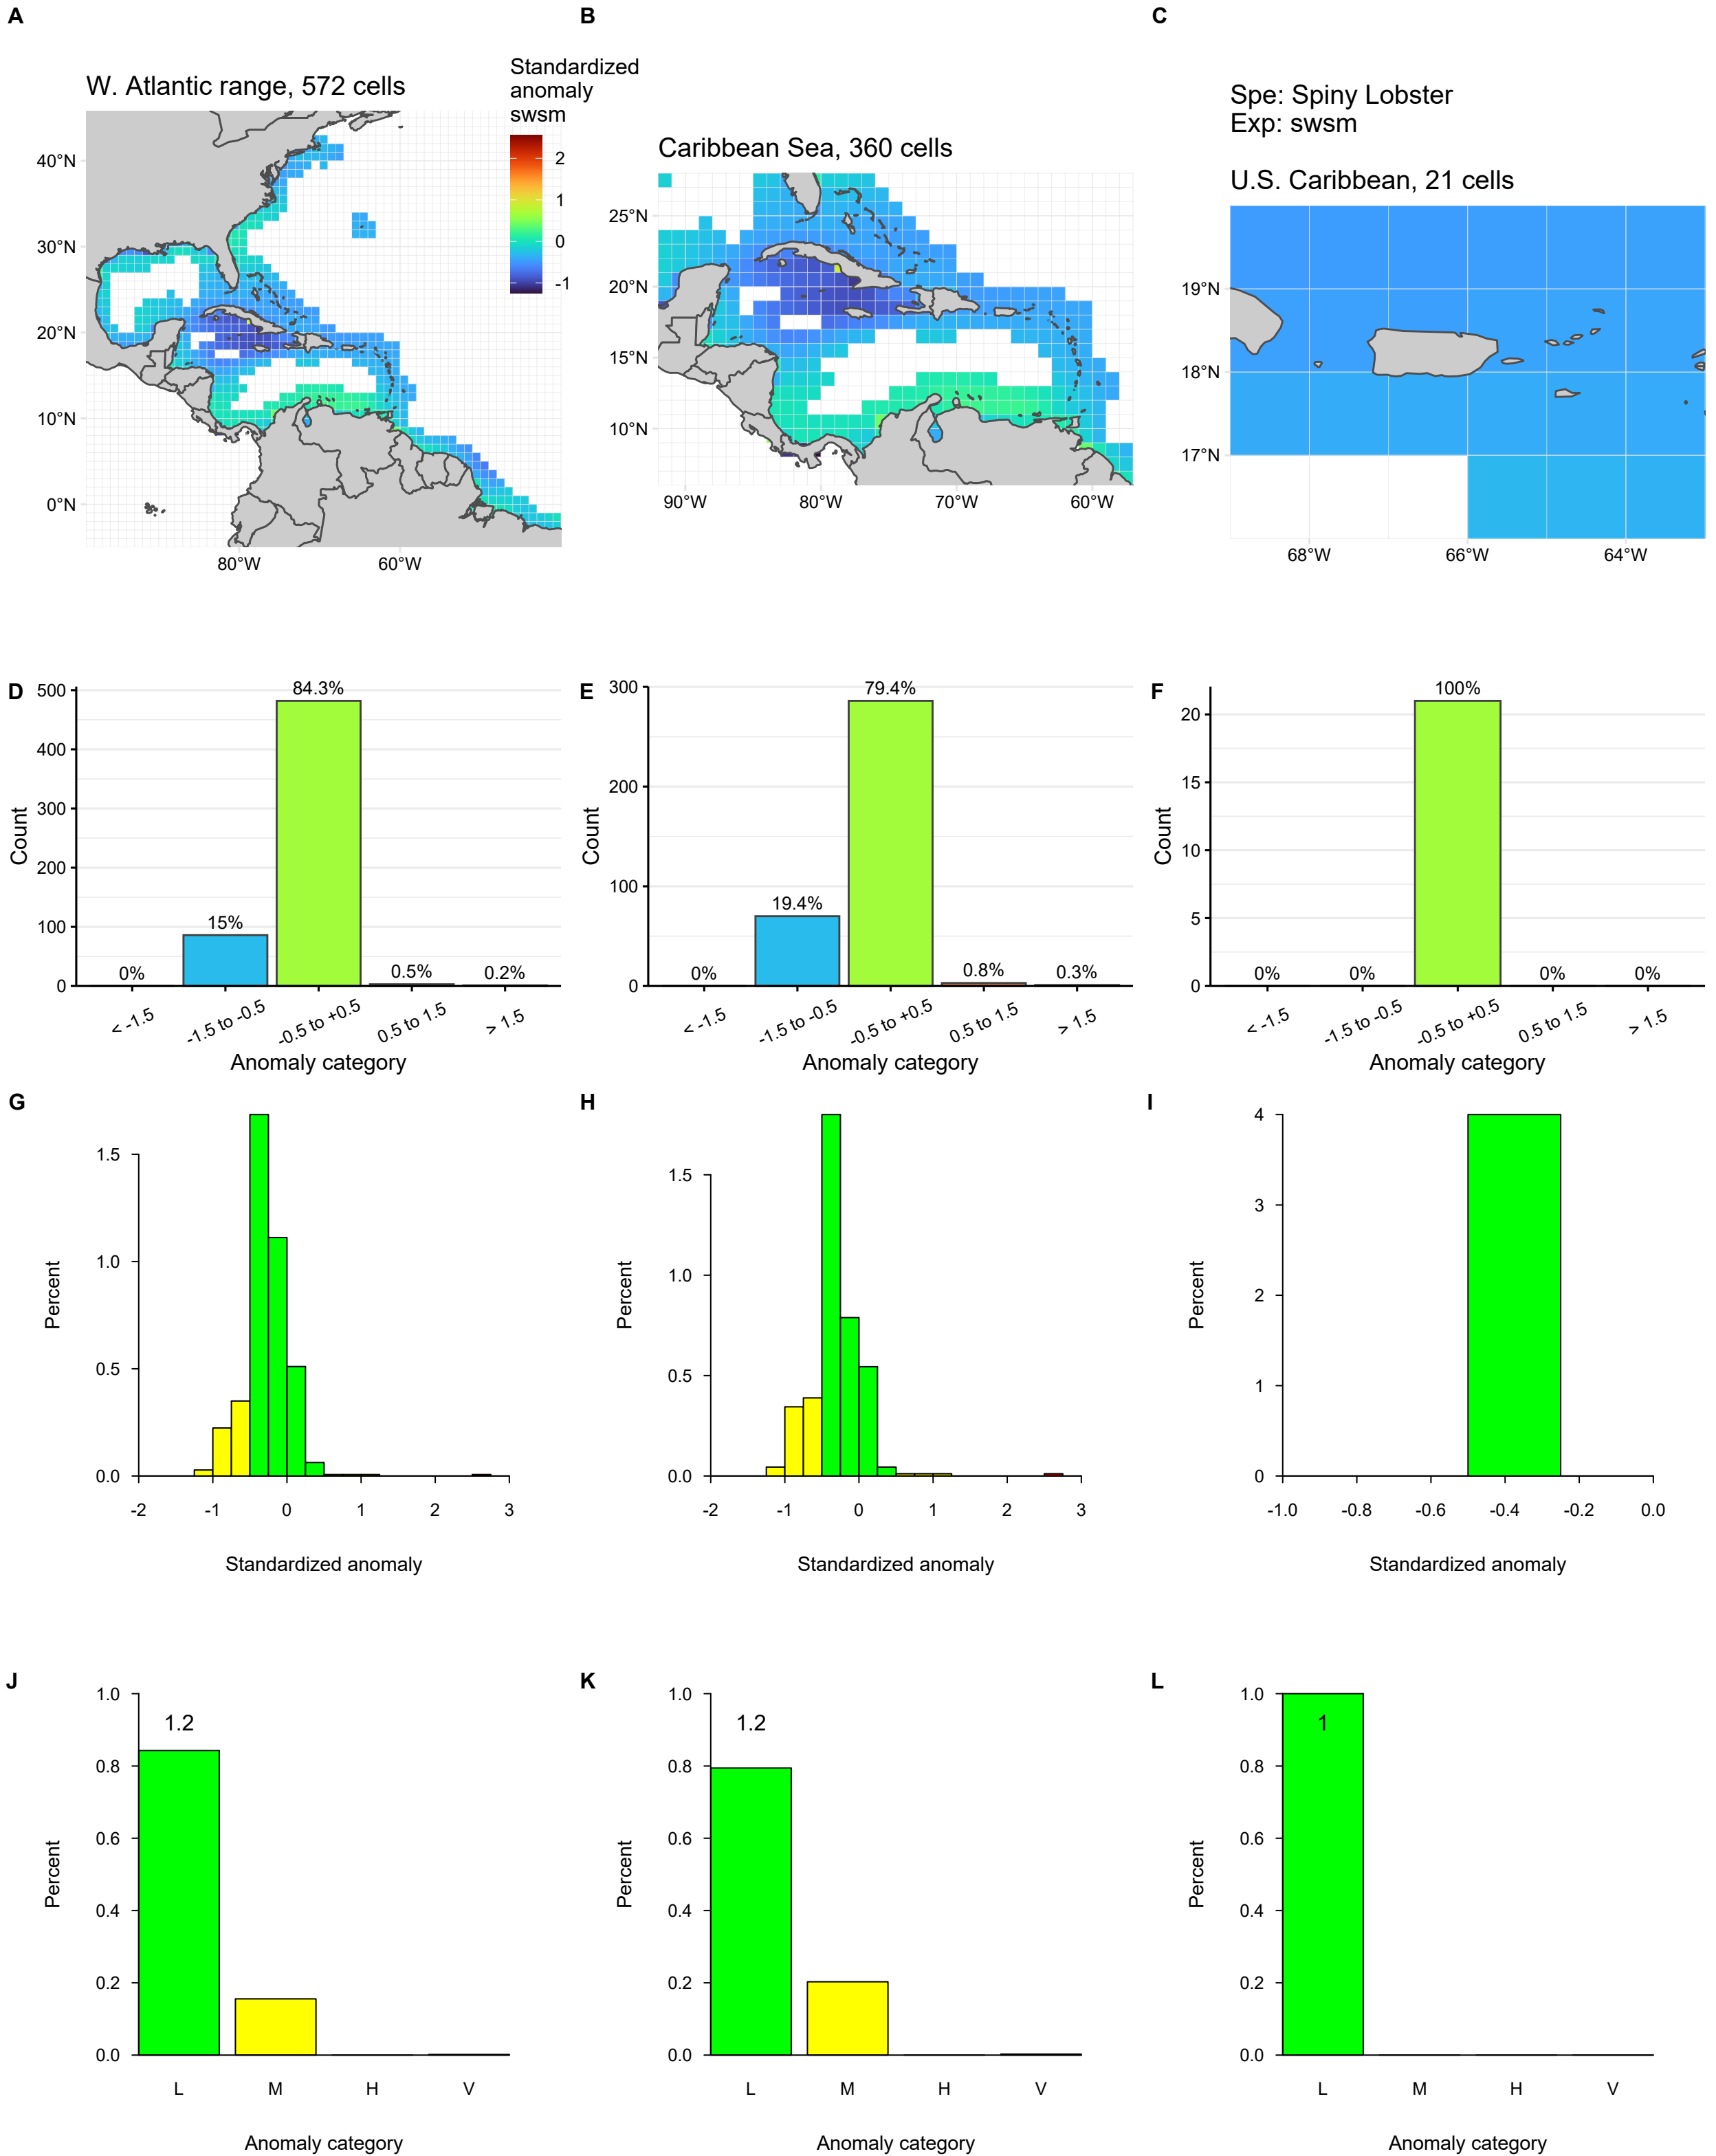 A
B
C
W. Atlantic range, 572 cells
Standardized
anomaly
swsm
2
1
0
-1
40°N
30°N
20°N
10°N
0°N
80°W
60°W
Caribbean Sea, 360 cells
25°N
20°N
15°N
10°N
90°W
80°W
70°W
60°W
Spe: Spiny Lobster
Exp: swsm
U.S. Caribbean, 21 cells
19°N
18°N
17°N
68°W
66°W
64°W
D
Count
500
400
300
200
100
0
0%
15%
84.3%
0.5%
0.2%
< -1.5
-1.5 to -0.5
-0.5 to +0.5
0.5 to 1.5
> 1.5
Anomaly category
E
Count
300
200
100
0
0%
19.4%
79.4%
0.8%
0.3%
< -1.5
-1.5 to -0.5
-0.5 to +0.5
0.5 to 1.5
> 1.5
Anomaly category
F
Count
20
15
10
5
0
0%
0%
100%
0%
0%
< -1.5
-1.5 to -0.5
-0.5 to +0.5
0.5 to 1.5
> 1.5
Anomaly category
G
Percent
1.5
1.0
0.5
0.0
-2
-1
0
1
2
3
Standardized anomaly
H
Percent
1.5
1.0
0.5
0.0
-2
-1
0
1
2
3
Standardized anomaly
I
Percent
4
3
2
1
0
-1.0
-0.8
-0.6
-0.4
-0.2
0.0
Standardized anomaly
J
Percent
1.0
0.8
0.6
0.4
0.2
0.0
1.2
L
M
H
V
Anomaly category
K
Percent
1.0
0.8
0.6
0.4
0.2
0.0
1.2
L
M
H
V
Anomaly category
L
Percent
1.0
0.8
0.6
0.4
0.2
0.0
1
L
M
H
V
Anomaly category